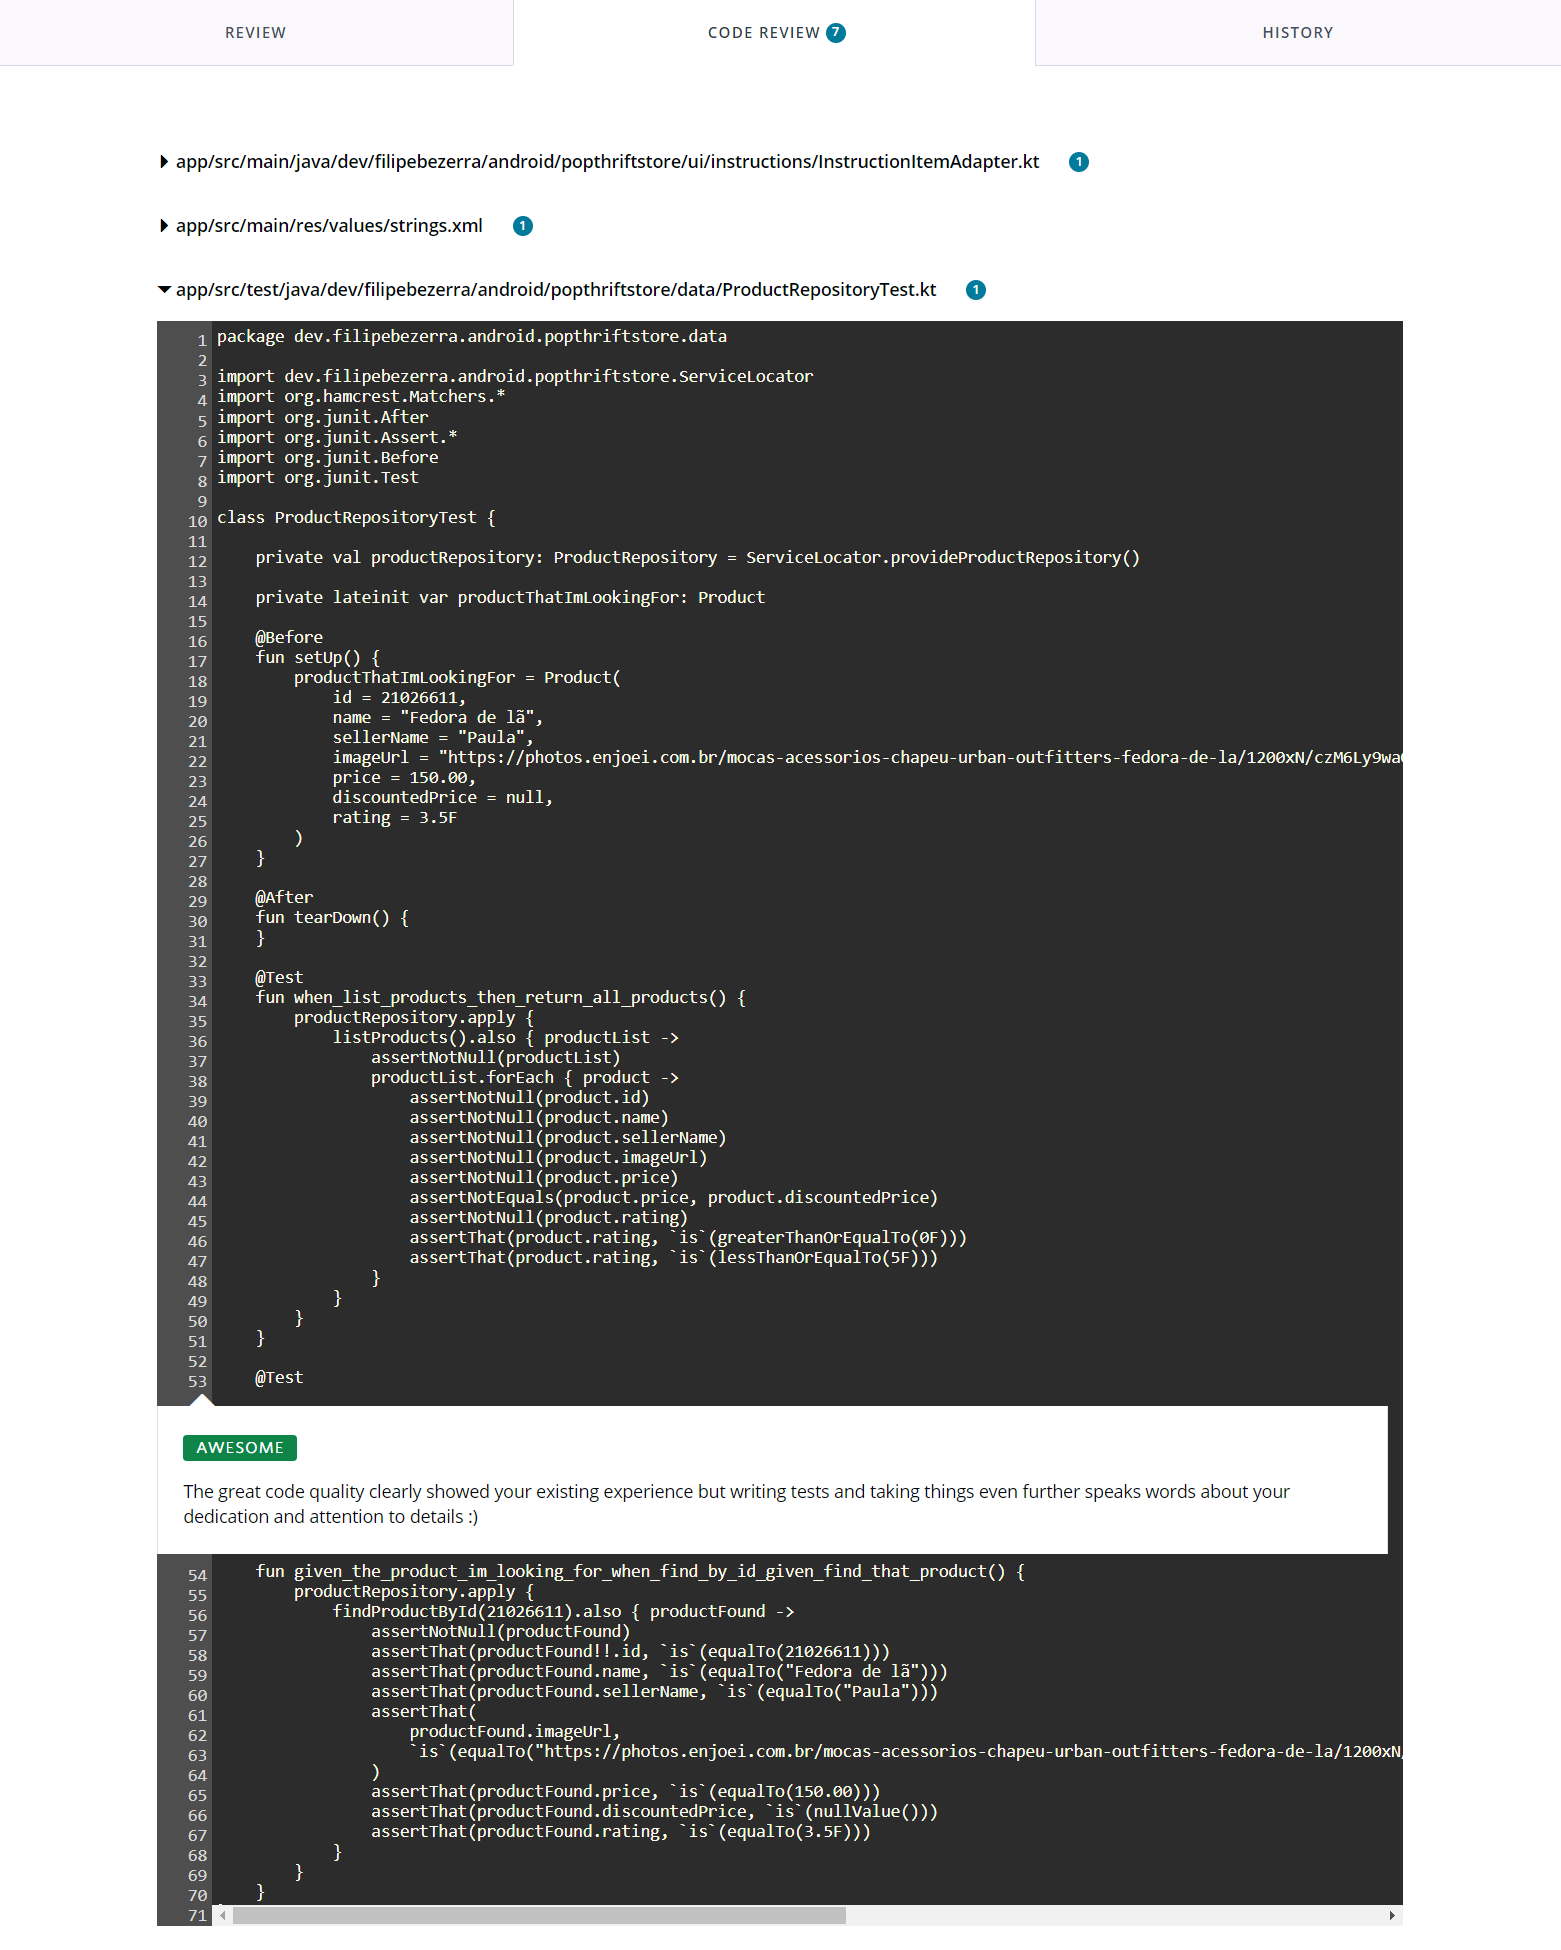 REVIEW
CODE REVIEW 7
HISTORY
app/src/main/java/dev/filipebezerra/android/popthriftstore/ui/instructions/InstructionItemAdapter.kt 1
app/src/main/res/values/strings.xml 1
app/src/test/java/dev/filipebezerra/android/popthriftstore/data/ProductRepositoryTest.kt 1
1 package dev.filipebezerra.android.popthriftstore.data
2
3 import dev.filipebezerra.android.popthriftstore.ServiceLocator
4 import org.hamcrest.Matchers.*
5 import org.junit.After
6 import org.junit.Assert.*
7 import org.junit.Before
8 import org.junit.Test
9
10 class ProductRepositoryTest {
11
12     private val productRepository: ProductRepository = ServiceLocator.provideProductRepository()
13
14     private lateinit var productThatImLookingFor: Product
15
16     @Before
17     fun setUp() {
18         productThatImLookingFor = Product(
19             id = 21026611,
20             name = "Fedora de lã",
21             sellerName = "Paula",
22             imageUrl = "https://photos.enjoei.com.br/mocas-acessorios-chapeu-urban-outfitters-fedora-de-la/1200xN/czM6Ly9wa
23             price = 150.00,
24             discountedPrice = null,
25             rating = 3.5F
26         )
27     }
28
29     @After
30     fun tearDown() {
31     }
32
33     @Test
34     fun when_list_products_then_return_all_products() {
35         productRepository.apply {
36             listProducts().also { productList ->
37                 assertNotNull(productList)
38                 productList.forEach { product ->
39                     assertNotNull(product.id)
40                     assertNotNull(product.name)
41                     assertNotNull(product.sellerName)
42                     assertNotNull(product.imageUrl)
43                     assertNotNull(product.price)
44                     assertNotEquals(product.price, product.discountedPrice)
45                     assertNotNull(product.rating)
46                     assertThat(product.rating, `is`(greaterThanOrEqualTo(0F)))
47                     assertThat(product.rating, `is`(lessThanOrEqualTo(5F)))
48                 }
49             }
50         }
51     }
52
53     @Test
AWESOME
The great code quality clearly showed your existing experience but writing tests and taking things even further speaks words about your
dedication and attention to details :)
54     fun given_the_product_im_looking_for_when_find_by_id_given_find_that_product() {
55         productRepository.apply {
56             findProductById(21026611).also { productFound ->
57                 assertNotNull(productFound)
58                 assertThat(productFound!!.id, `is`(equalTo(21026611)))
59                 assertThat(productFound.name, `is`(equalTo("Fedora de lã")))
60                 assertThat(productFound.sellerName, `is`(equalTo("Paula")))
61                 assertThat(
62                     productFound.imageUrl,
63                     `is`(equalTo("https://photos.enjoei.com.br/mocas-acessorios-chapeu-urban-outfitters-fedora-de-la/1200xN/
64                 )
65                 assertThat(productFound.price, `is`(equalTo(150.00)))
66                 assertThat(productFound.discountedPrice, `is`(nullValue()))
67                 assertThat(productFound.rating, `is`(equalTo(3.5F)))
68             }
69         }
70     }
71